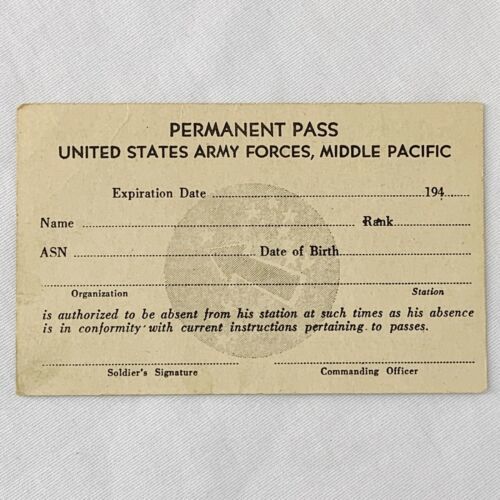 PERMANENT PASS
UNITED STATES ARMY FORCES, MIDDLE PACIFIC
Expiration Date ........ 194....
Name ........ Rank ........
ASN ........ Date of Birth ........
Organization Station
is authorized to be absent from his station at such times as his absence
is in conformity with current instructions pertaining to passes.
Soldier's Signature Commanding Officer